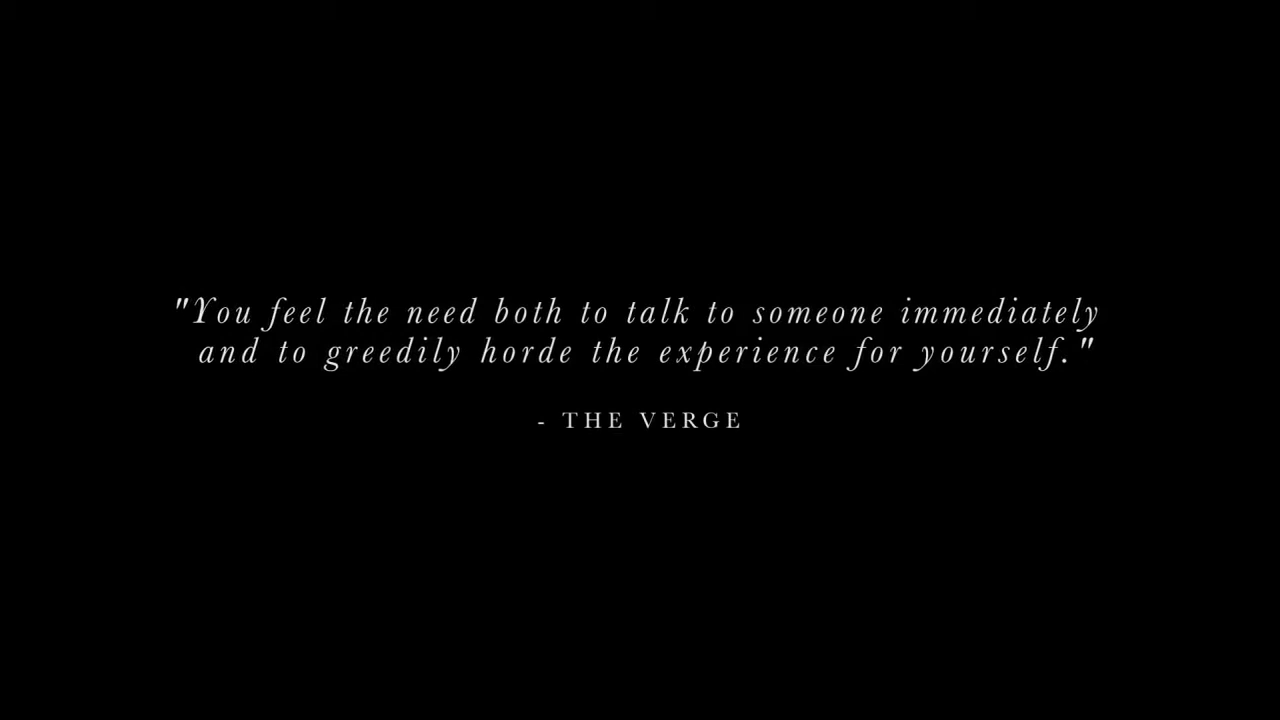 "You feel the need both to talk to someone immediately
and to greedily horde the experience for yourself."
- THE VERGE